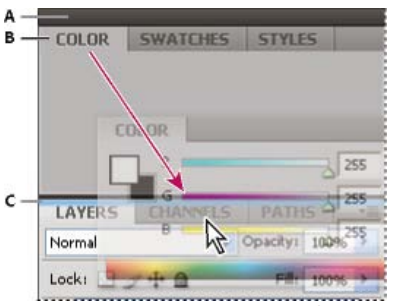 A
B COLOR SWATCHES STYLES
COLOR
R 255
G 255
C
LAYERS CHANNELS PATHS
B 255
Normal Opacity: 100%
Lock: Fill: 100%